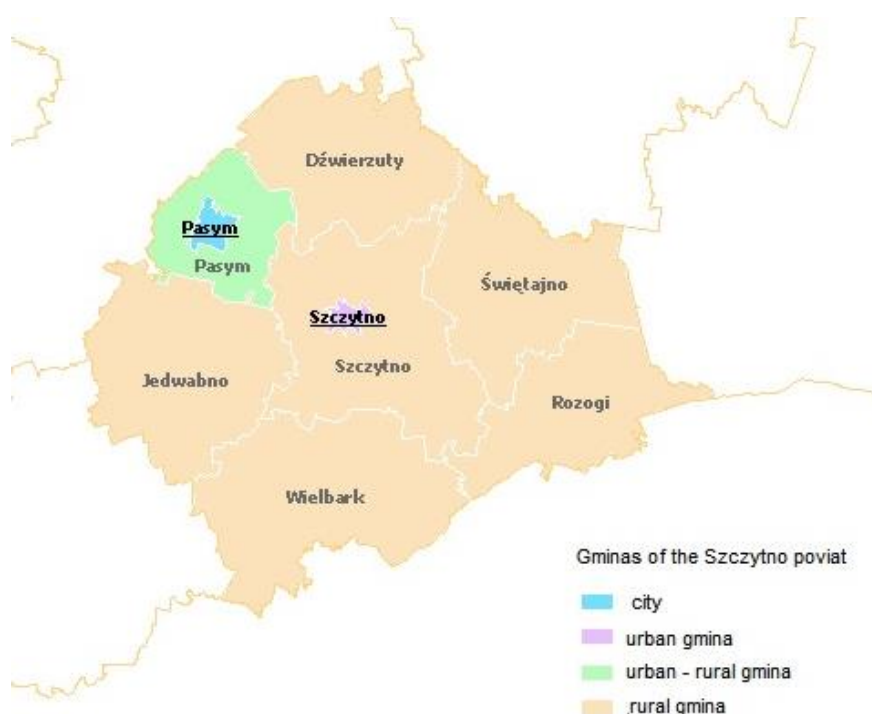 Dźwierzuty
Pasym
Pasym
Świętajno
Szczytno
Szczytno
Jedwabno
Rozogi
Wielbark
Gminas of the Szczytno poviat
city
urban gmina
urban - rural gmina
,rural gmina